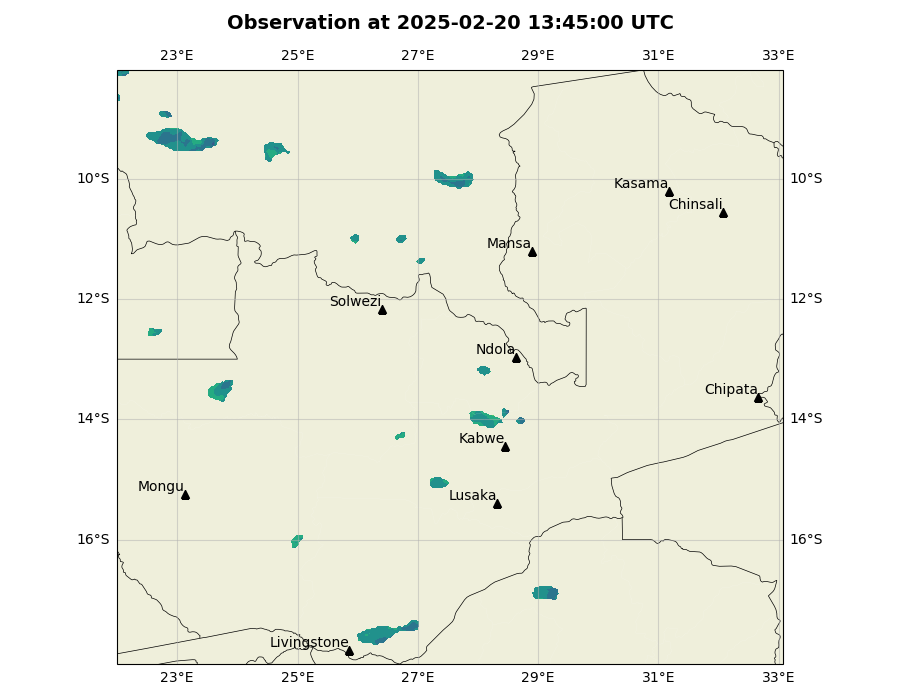 Observation at 2025-02-20 13:45:00 UTC
23°E 25°E 27°E 29°E 31°E 33°E
10°S 10°S
Kasama
Chinsali
Mansa
12°S 12°S
Solwezi
Ndola
Chipata
14°S 14°S
Kabwe
Mongu
Lusaka
16°S 16°S
Livingstone
23°E 25°E 27°E 29°E 31°E 33°E